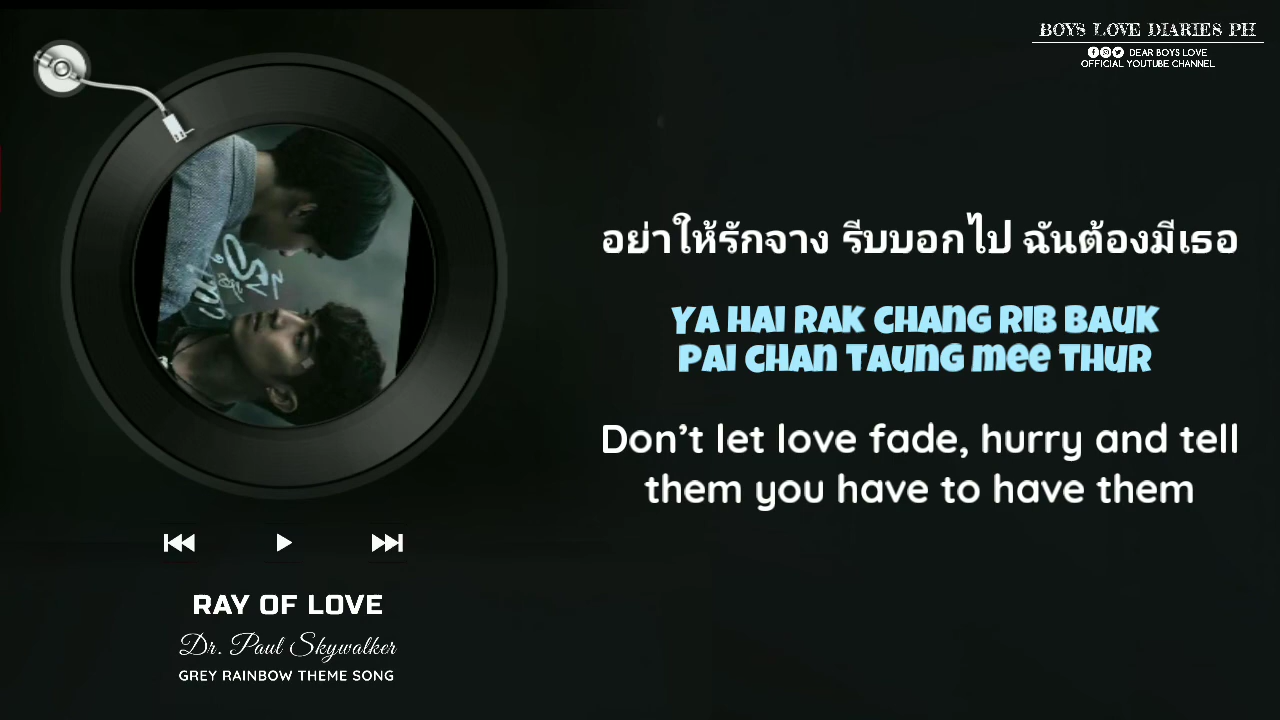 BOYS LOVE DIARIES PH
DEAR BOYS LOVE
OFFICIAL YOUTUBE CHANNEL
อย่าให้รักจาง รีบบอกไป ฉันต้องมีเธอ
YA HAI RAK CHANG RIB BAUK
PAI CHAN TAUNG MEE THUR
Don't let love fade, hurry and tell
them you have to have them
RAY OF LOVE
Dr. Paul Skywalker
GREY RAINBOW THEME SONG